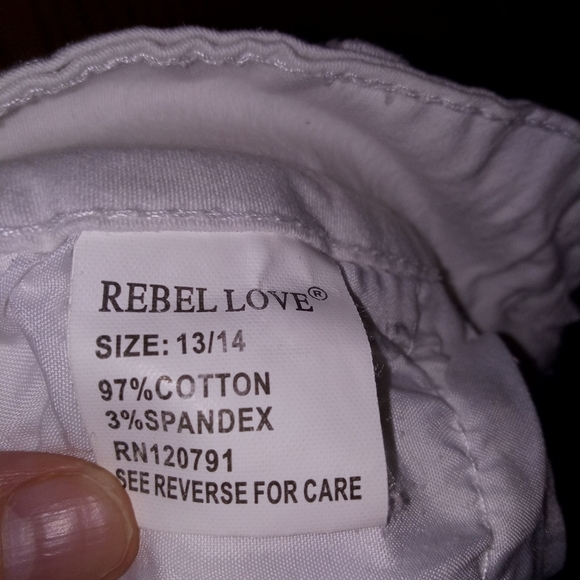 REBEL LOVE®
SIZE: 13/14
97%COTTON
3%SPANDEX
RN120791
SEE REVERSE FOR CARE